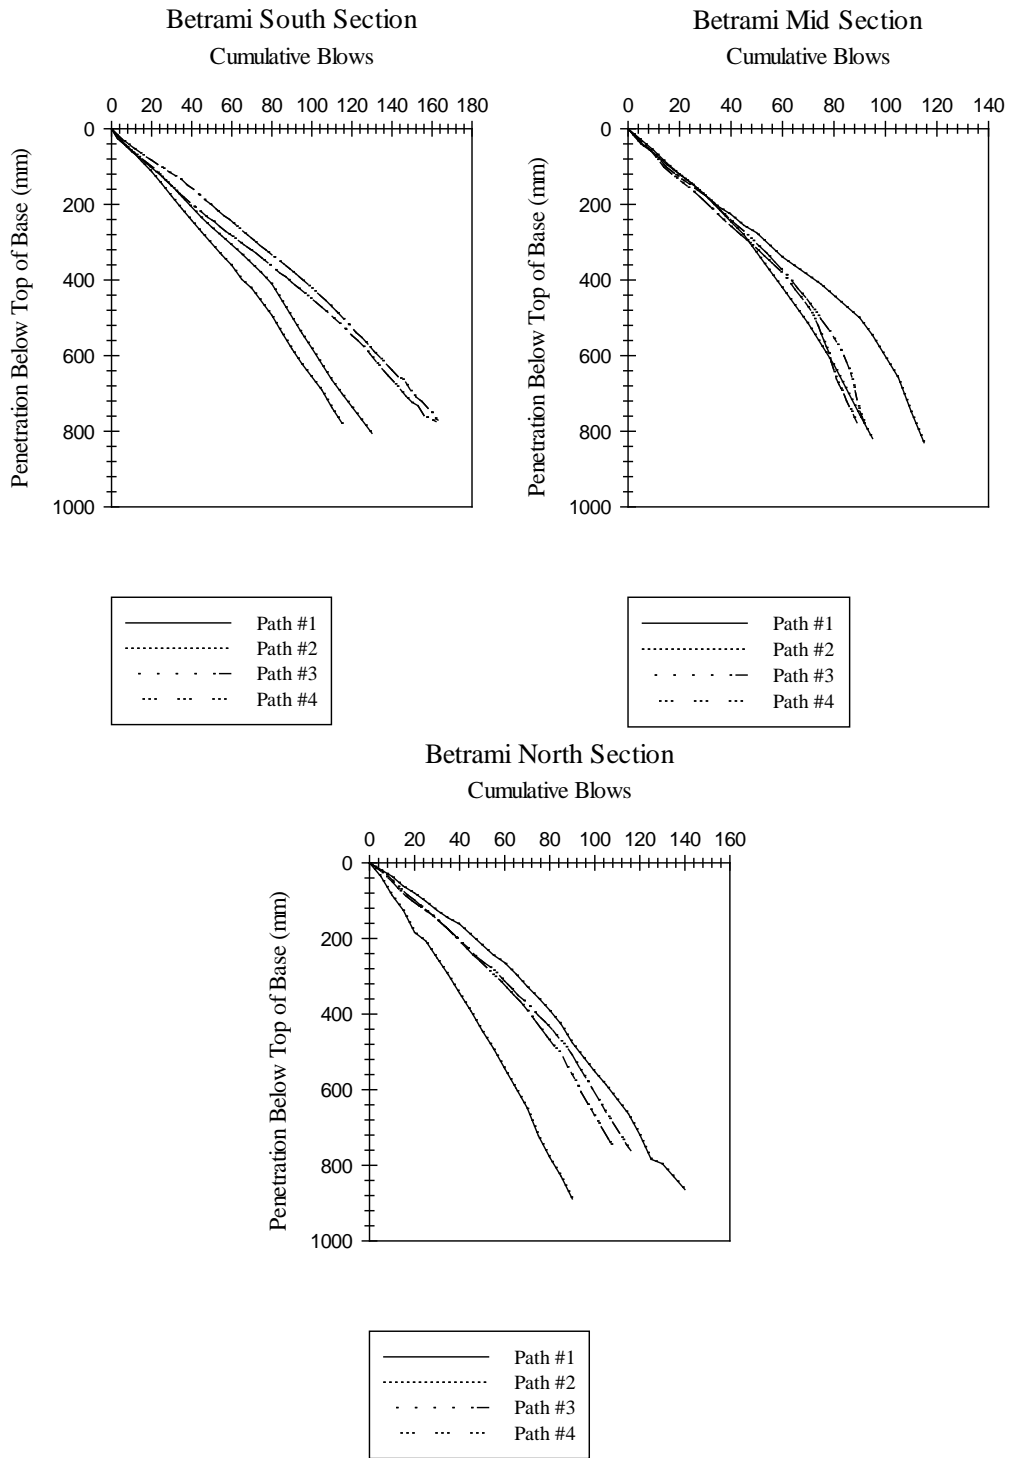 Betrami South Section
Cumulative Blows
0 20 40 60 80 100 120 140 160 180
0
200
400
600
800
1000
Penetration Below Top of Base (mm)
Path #1
Path #2
Path #3
Path #4
Betrami Mid Section
Cumulative Blows
0 20 40 60 80 100 120 140
0
200
400
600
800
1000
Penetration Below Top of Base (mm)
Path #1
Path #2
Path #3
Path #4
Betrami North Section
Cumulative Blows
0 20 40 60 80 100 120 140 160
0
200
400
600
800
1000
Penetration Below Top of Base (mm)
Path #1
Path #2
Path #3
Path #4